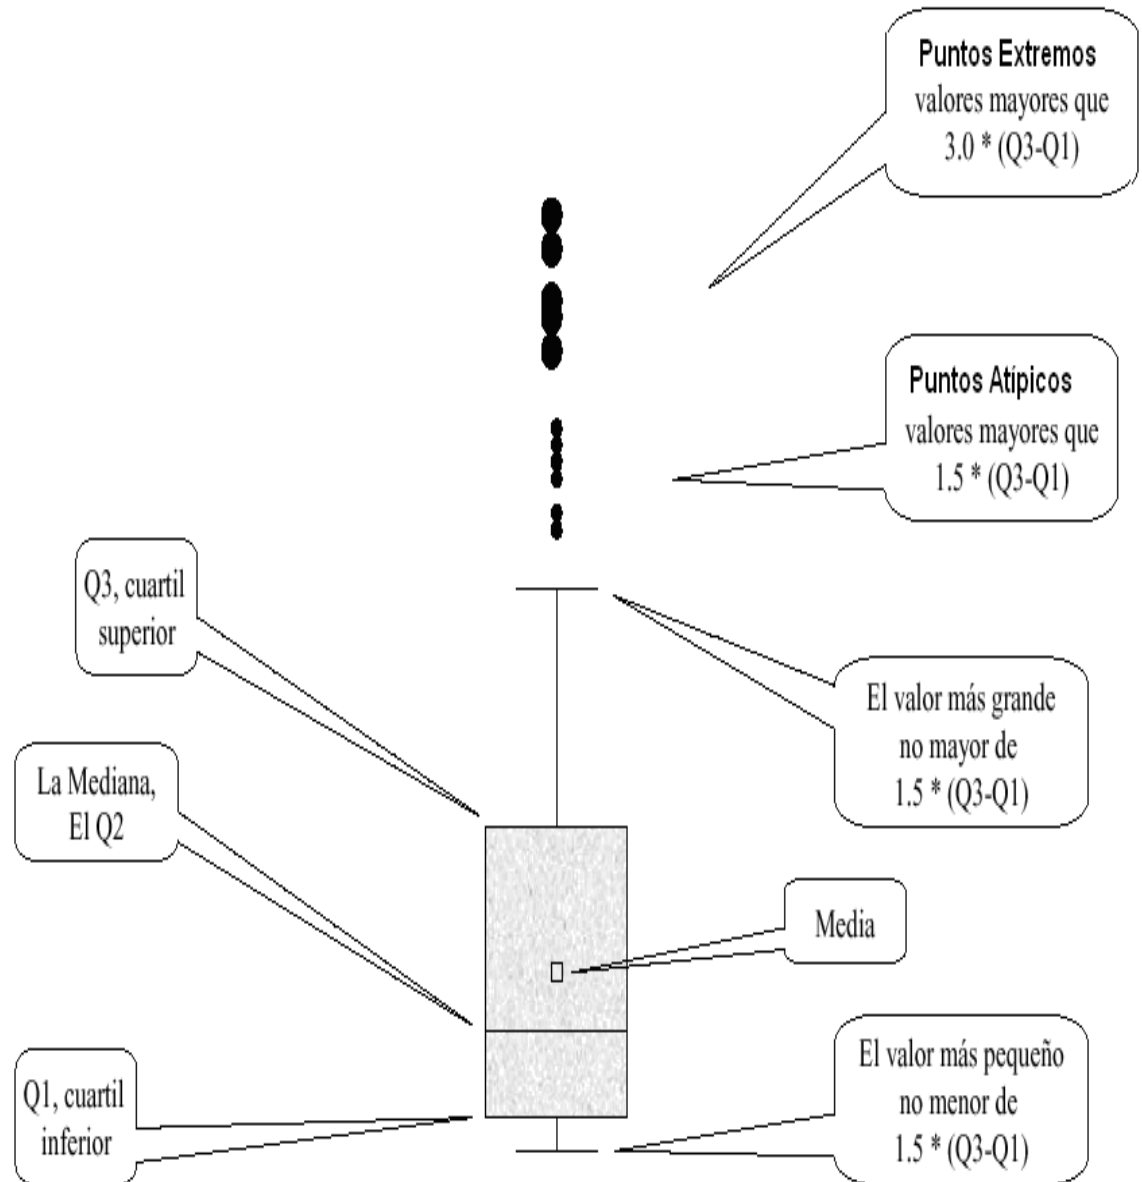 Puntos Extremos
valores mayores que
3.0 * (Q3-Q1)
Puntos Atípicos
valores mayores que
1.5 * (Q3-Q1)
Q3, cuartil
superior
El valor más grande
no mayor de
1.5 * (Q3-Q1)
La Mediana,
El Q2
Media
El valor más pequeño
no menor de
1.5 * (Q3-Q1)
Q1, cuartil
inferior